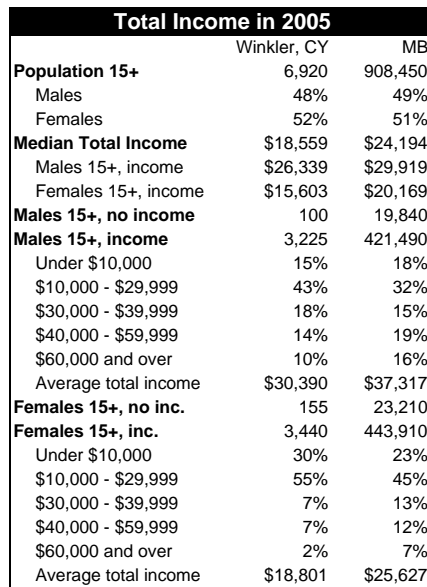 Total Income in 2005
Winkler, CY MB
Population 15+ 6,920 908,450
Males 48% 49%
Females 52% 51%
Median Total Income $18,559 $24,194
Males 15+, income $26,339 $29,919
Females 15+, income $15,603 $20,169
Males 15+, no income 100 19,840
Males 15+, income 3,225 421,490
Under $10,000 15% 18%
$10,000 - $29,999 43% 32%
$30,000 - $39,999 18% 15%
$40,000 - $59,999 14% 19%
$60,000 and over 10% 16%
Average total income $30,390 $37,317
Females 15+, no inc. 155 23,210
Females 15+, inc. 3,440 443,910
Under $10,000 30% 23%
$10,000 - $29,999 55% 45%
$30,000 - $39,999 7% 13%
$40,000 - $59,999 7% 12%
$60,000 and over 2% 7%
Average total income $18,801 $25,627